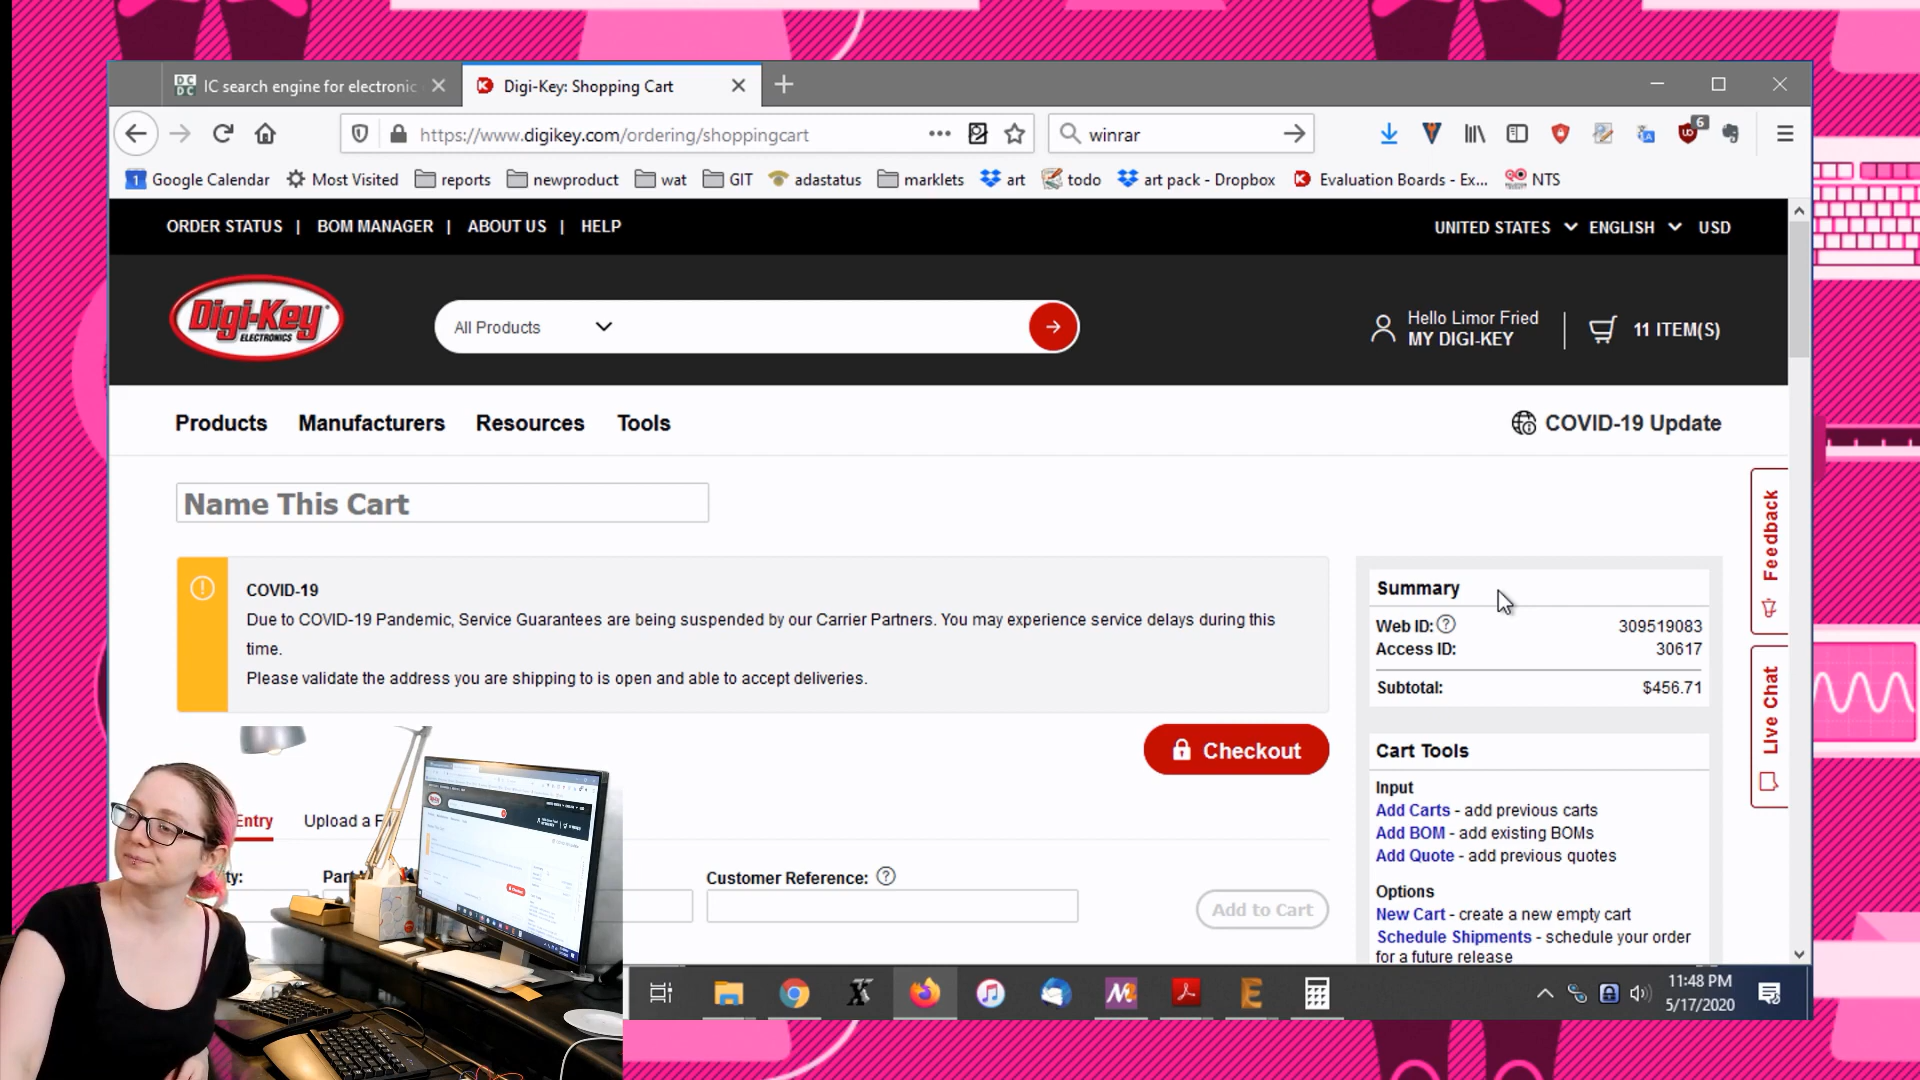 IC search engine for electronic
Digi-Key: Shopping Cart
https://www.digikey.com/ordering/shoppingcart
winrar
6
1 Google Calendar
Most Visited
reports
newproduct
wat
GIT
adastatus
marklets
art
todo
art pack - Dropbox
Evaluation Boards - Ex...
NTS
ORDER STATUS | BOM MANAGER | ABOUT US | HELP
UNITED STATES ENGLISH USD
Digi-Key
ELECTRONICS
All Products
Hello Limor Fried
MY DIGI-KEY
11 ITEM(S)
Products Manufacturers Resources Tools
COVID-19 Update
Name This Cart
COVID-19
Due to COVID-19 Pandemic, Service Guarantees are being suspended by our Carrier Partners. You may experience service delays during this
time.
Please validate the address you are shipping to is open and able to accept deliveries.
Checkout
Entry
Upload a Fi
ty:
Part
Customer Reference:
Add to Cart
Summary
Web ID: 309519083
Access ID: 30617
Subtotal: $456.71
Cart Tools
Input
Add Carts - add previous carts
Add BOM - add existing BOMs
Add Quote - add previous quotes
Options
New Cart - create a new empty cart
Schedule Shipments - schedule your order
for a future release
Feedback
Live Chat
11:48 PM
5/17/2020